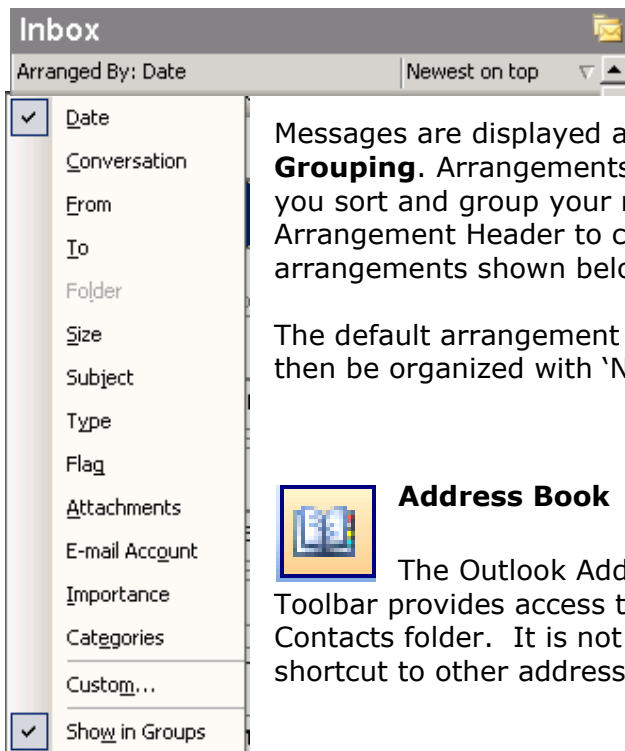 Inbox
Arranged By: Date Newest on top
Date
Conversation
From
To
Folder
Size
Subject
Type
Flag
Attachments
E-mail Account
Importance
Categories
Custom...
Show in Groups
Messages are displayed
Grouping. Arrangements
you sort and group your
Arrangement Header to
arrangements shown
The default arrangement
then be organized with
Address Book
The Outlook
Toolbar provides access
Contacts folder. It is not
shortcut to other address